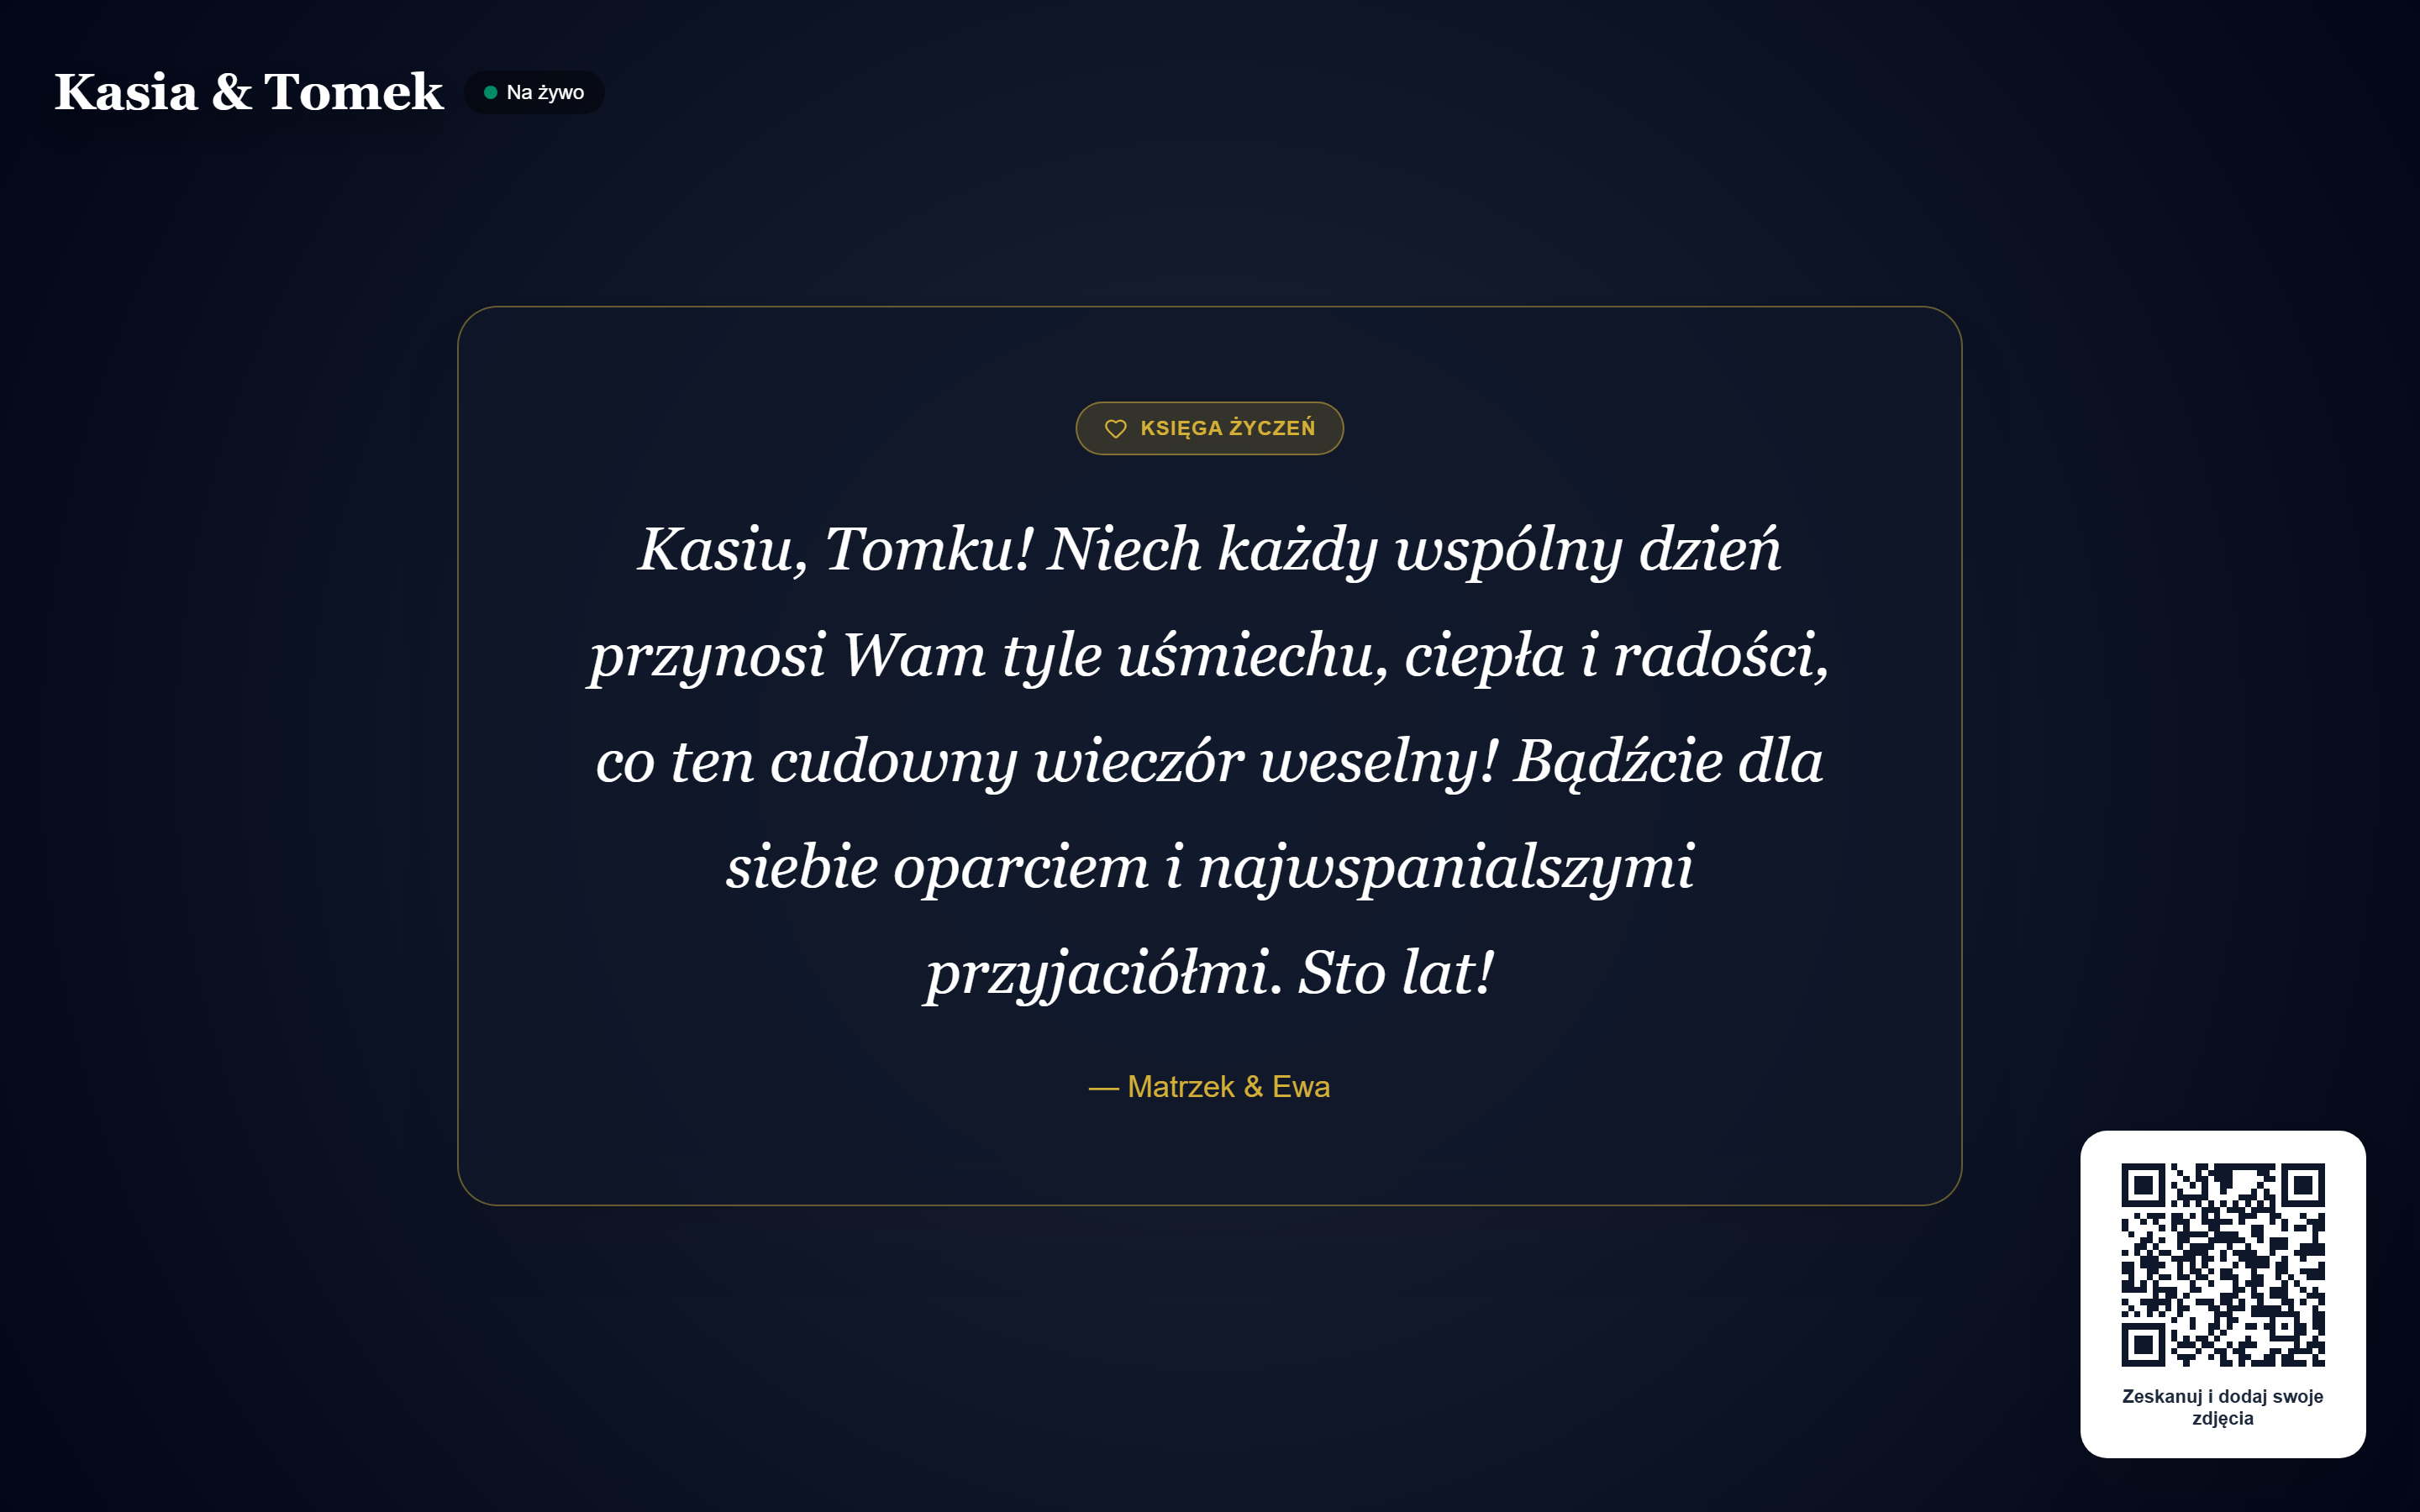 Kasia & Tomek
Na żywo
KSIĘGA ŻYCZEŃ
Kasiu, Tomku! Niech każdy wspólny dzień
przynosi Wam tyle uśmiechu, ciepła i radości,
co ten cudowny wieczór weselny! Bądźcie dla
siebie oparciem i najwspanialszymi
przyjaciółmi. Sto lat!
— Matrzek & Ewa
Zeskanuj i dodaj swoje
zdjęcia